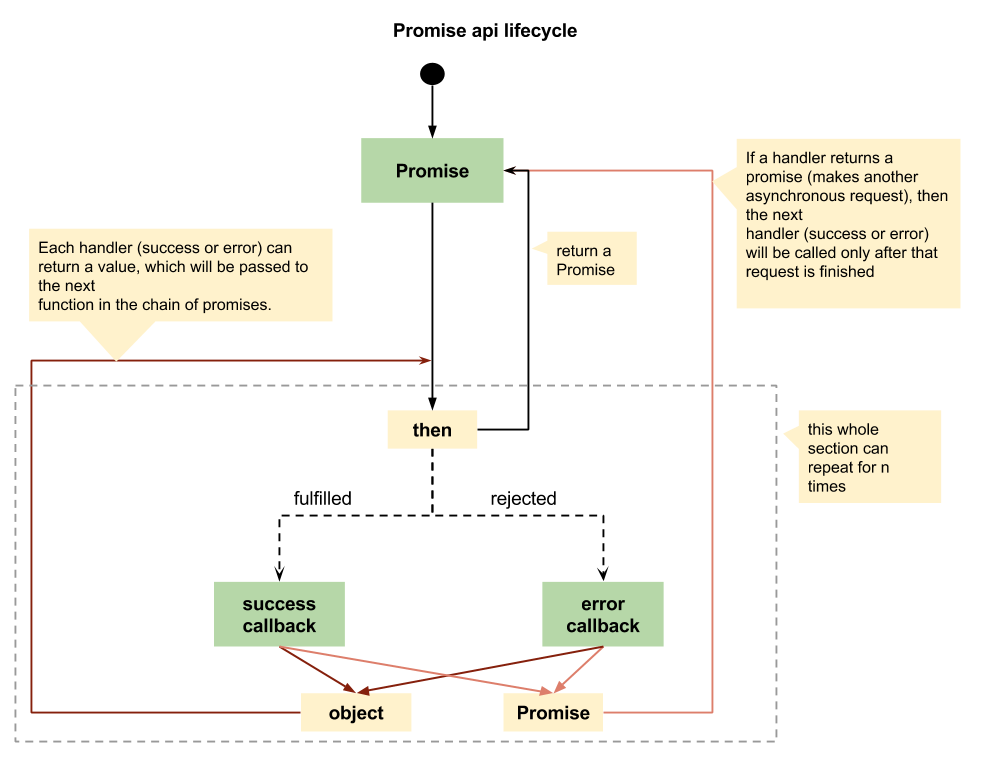 Promise api lifecycle
Promise
If a handler returns a
promise (makes another
asynchronous request), then
the next
handler (success or error)
will be called only after that
request is finished
Each handler (success or error) can
return a value, which will be passed to
the next
function in the chain of promises.
return a
Promise
then
this whole
section can
repeat for n
times
fulfilled
rejected
success
callback
error
callback
object
Promise